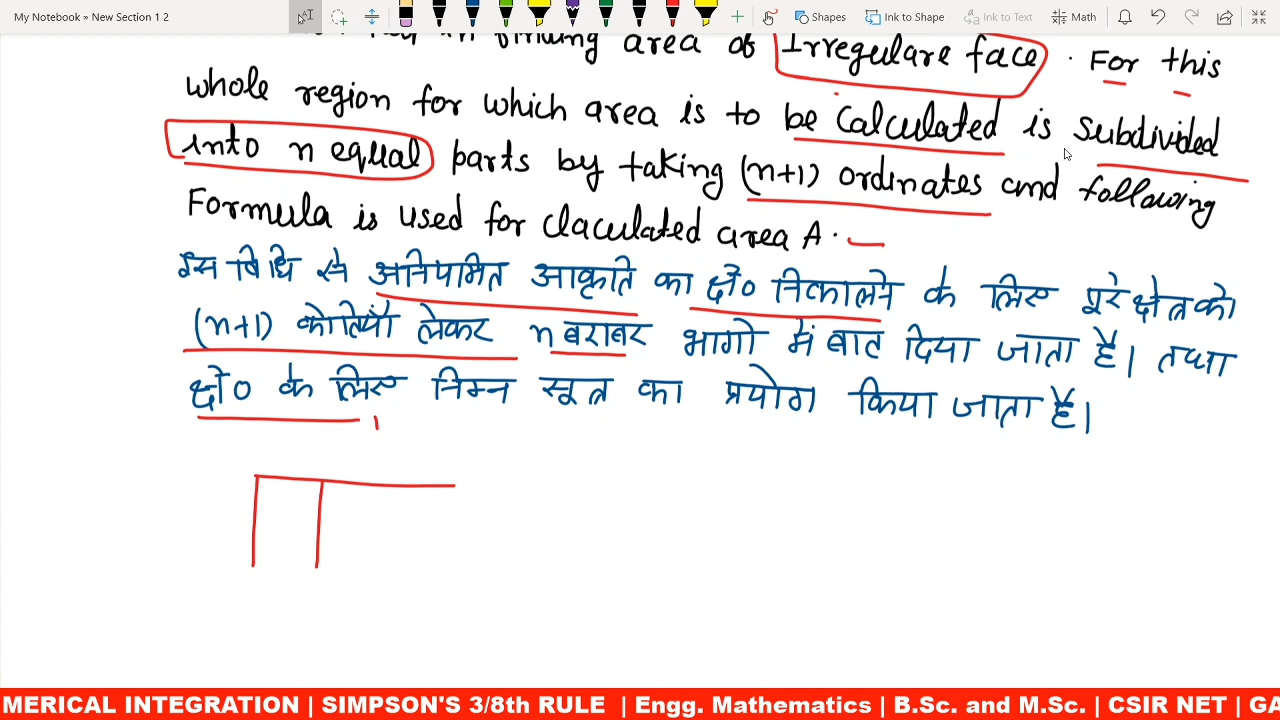 My Notebook » New Section 1 2
Shapes
Ink to Shape
Ink to Text
Math
in finding area of Irregulare face. For this
whole region for which area is to be calculated is subdivided
into n equal parts by taking (n+1) ordinates and following
Formula is used for claculated area A.
इस विधि से अनियमित आकृति का क्षे० निकालने के लिए पूरे क्षेत्र को
(n+1) कोटियों लेकर n बराबर भागो में बाट दिया जाता है। तथा
क्षे० के लिए निम्न सूत्र का प्रयोग किया जाता है।
MERICAL INTEGRATION | SIMPSON'S 3/8th RULE | Engg. Mathematics | B.Sc. and M.Sc. | CSIR NET | GA